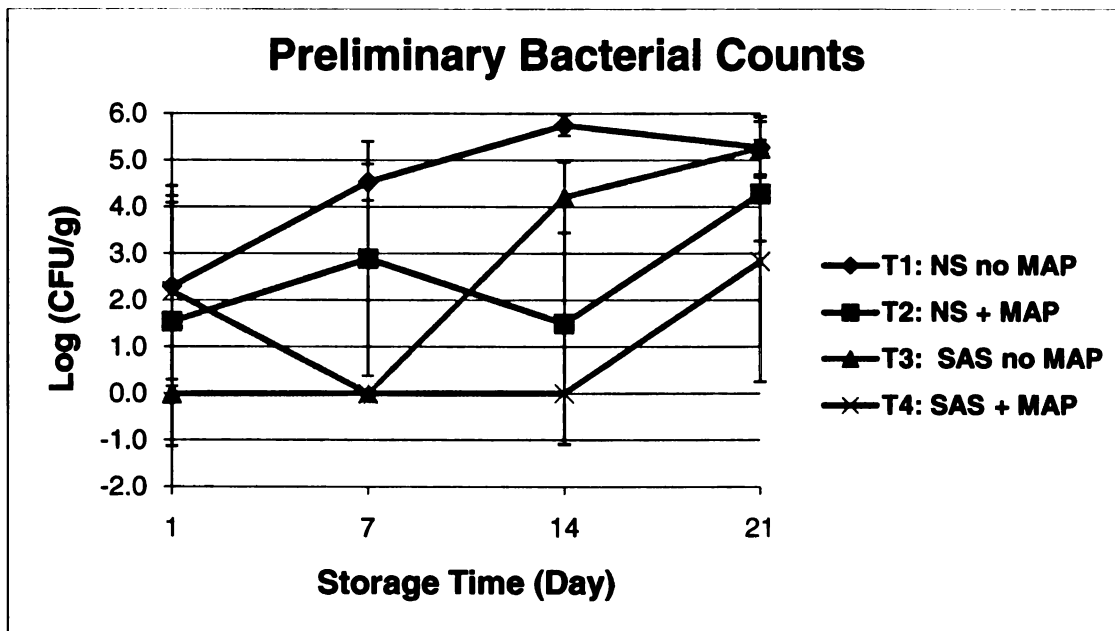 Preliminary Bacterial Counts
6.0
5.0
4.0
3.0
2.0
1.0
0.0
-1.0
-2.0
Log (CFU/g)
1 7 14 21
Storage Time (Day)
T1: NS no MAP
T2: NS + MAP
T3: SAS no MAP
T4: SAS + MAP